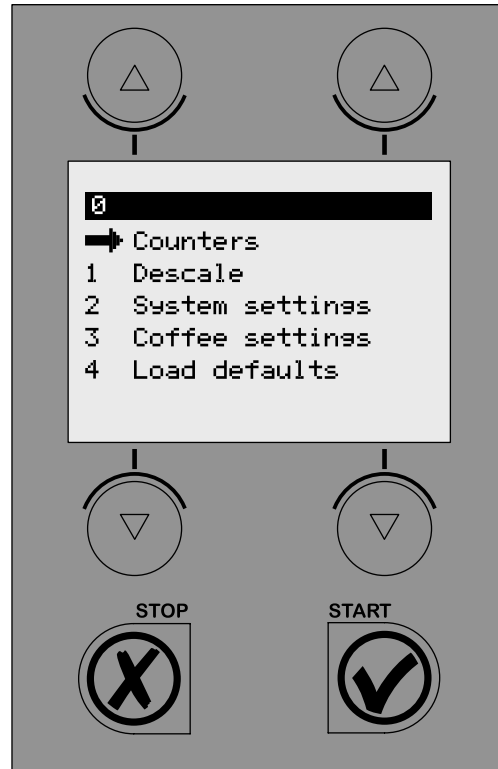 0
Counters
1 Descale
2 System settings
3 Coffee settings
4 Load defaults
STOP START